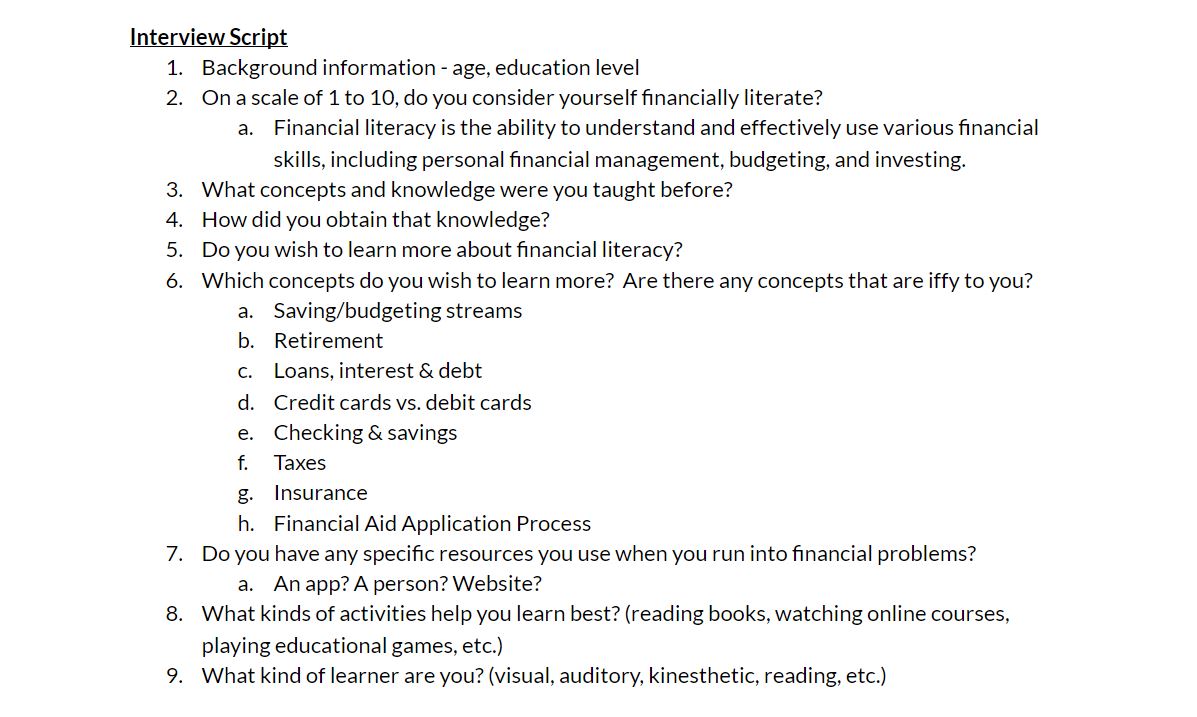 Interview Script
1. Background information - age, education level
2. On a scale of 1 to 10, do you consider yourself financially literate?
a. Financial literacy is the ability to understand and effectively use various financial
skills, including personal financial management, budgeting, and investing.
3. What concepts and knowledge were you taught before?
4. How did you obtain that knowledge?
5. Do you wish to learn more about financial literacy?
6. Which concepts do you wish to learn more?  Are there any concepts that are iffy to you?
a. Saving/budgeting streams
b. Retirement
c. Loans, interest & debt
d. Credit cards vs. debit cards
e. Checking & savings
f. Taxes
g. Insurance
h. Financial Aid Application Process
7. Do you have any specific resources you use when you run into financial problems?
a. An app? A person? Website?
8. What kinds of activities help you learn best? (reading books, watching online courses,
playing educational games, etc.)
9. What kind of learner are you? (visual, auditory, kinesthetic, reading, etc.)